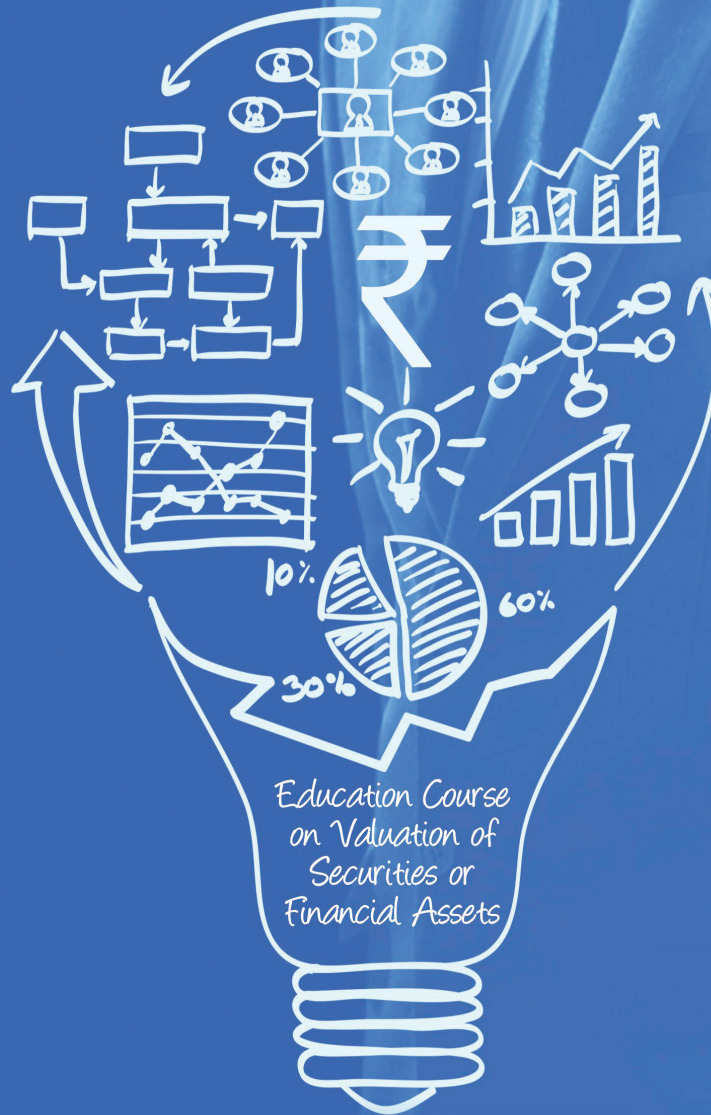 ₹
10%
60%
30%
Education Course
on Valuation of
Securities or
Financial Assets